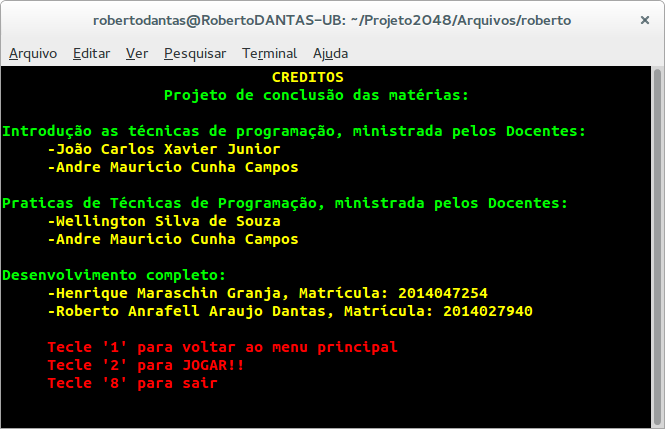 robertodantas@RobertoDANTAS-UB: ~/Projeto2048/Arquivos/roberto
Arquivo Editar Ver Pesquisar Terminal Ajuda
CREDITOS
Projeto de conclusão das matérias:
Introdução as técnicas de programação, ministrada pelos Docentes:
-João Carlos Xavier Junior
-Andre Mauricio Cunha Campos
Praticas de Técnicas de Programação, ministrada pelos Docentes:
-Wellington Silva de Souza
-Andre Mauricio Cunha Campos
Desenvolvimento completo:
-Henrique Maraschin Granja, Matrícula: 2014047254
-Roberto Anrafell Araujo Dantas, Matrícula: 2014027940
Tecle '1' para voltar ao menu principal
Tecle '2' para JOGAR!!
Tecle '8' para sair